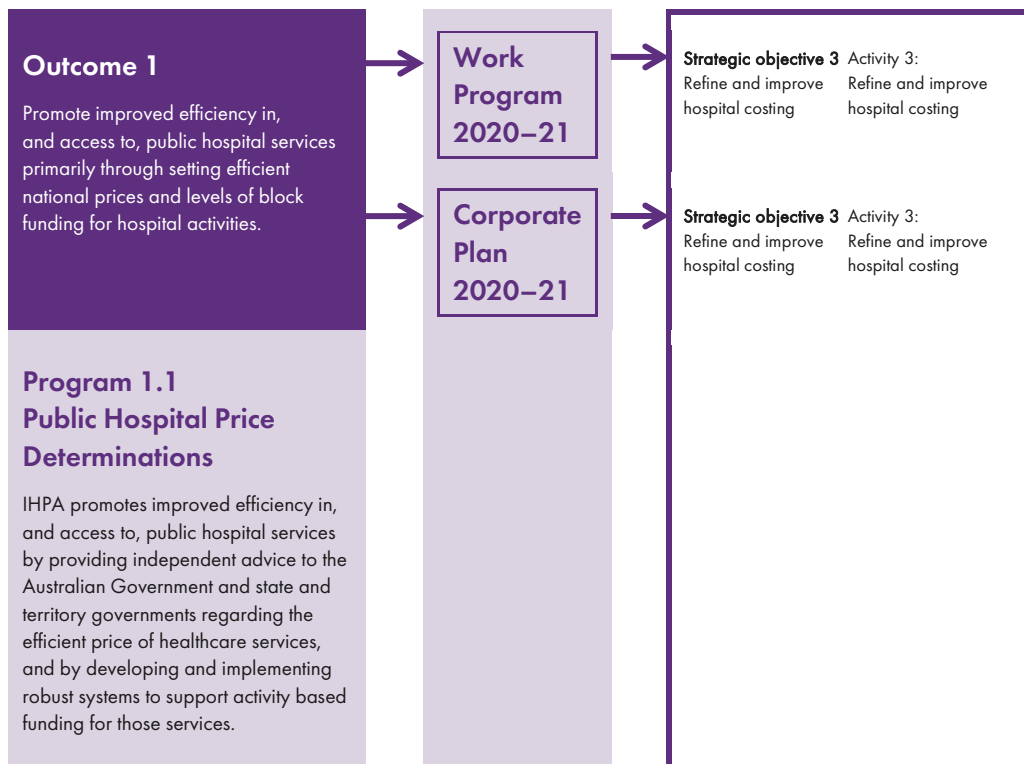 Outcome 1
Promote improved efficiency in,
and access to, public hospital services
primarily through setting efficient
national prices and levels of block
funding for hospital activities.
Program 1.1
Public Hospital Price
Determinations
IHPA promotes improved efficiency in,
and access to, public hospital services
by providing independent advice to the
Australian Government and state and
territory governments regarding the
efficient price of healthcare services,
and by developing and implementing
robust systems to support activity based
funding for those services.
Work
Program
2020–21
Corporate
Plan
2020–21
Strategic objective 3
Refine and improve
hospital costing
Activity 3:
Refine and improve
hospital costing
Strategic objective 3
Refine and improve
hospital costing
Activity 3:
Refine and improve
hospital costing